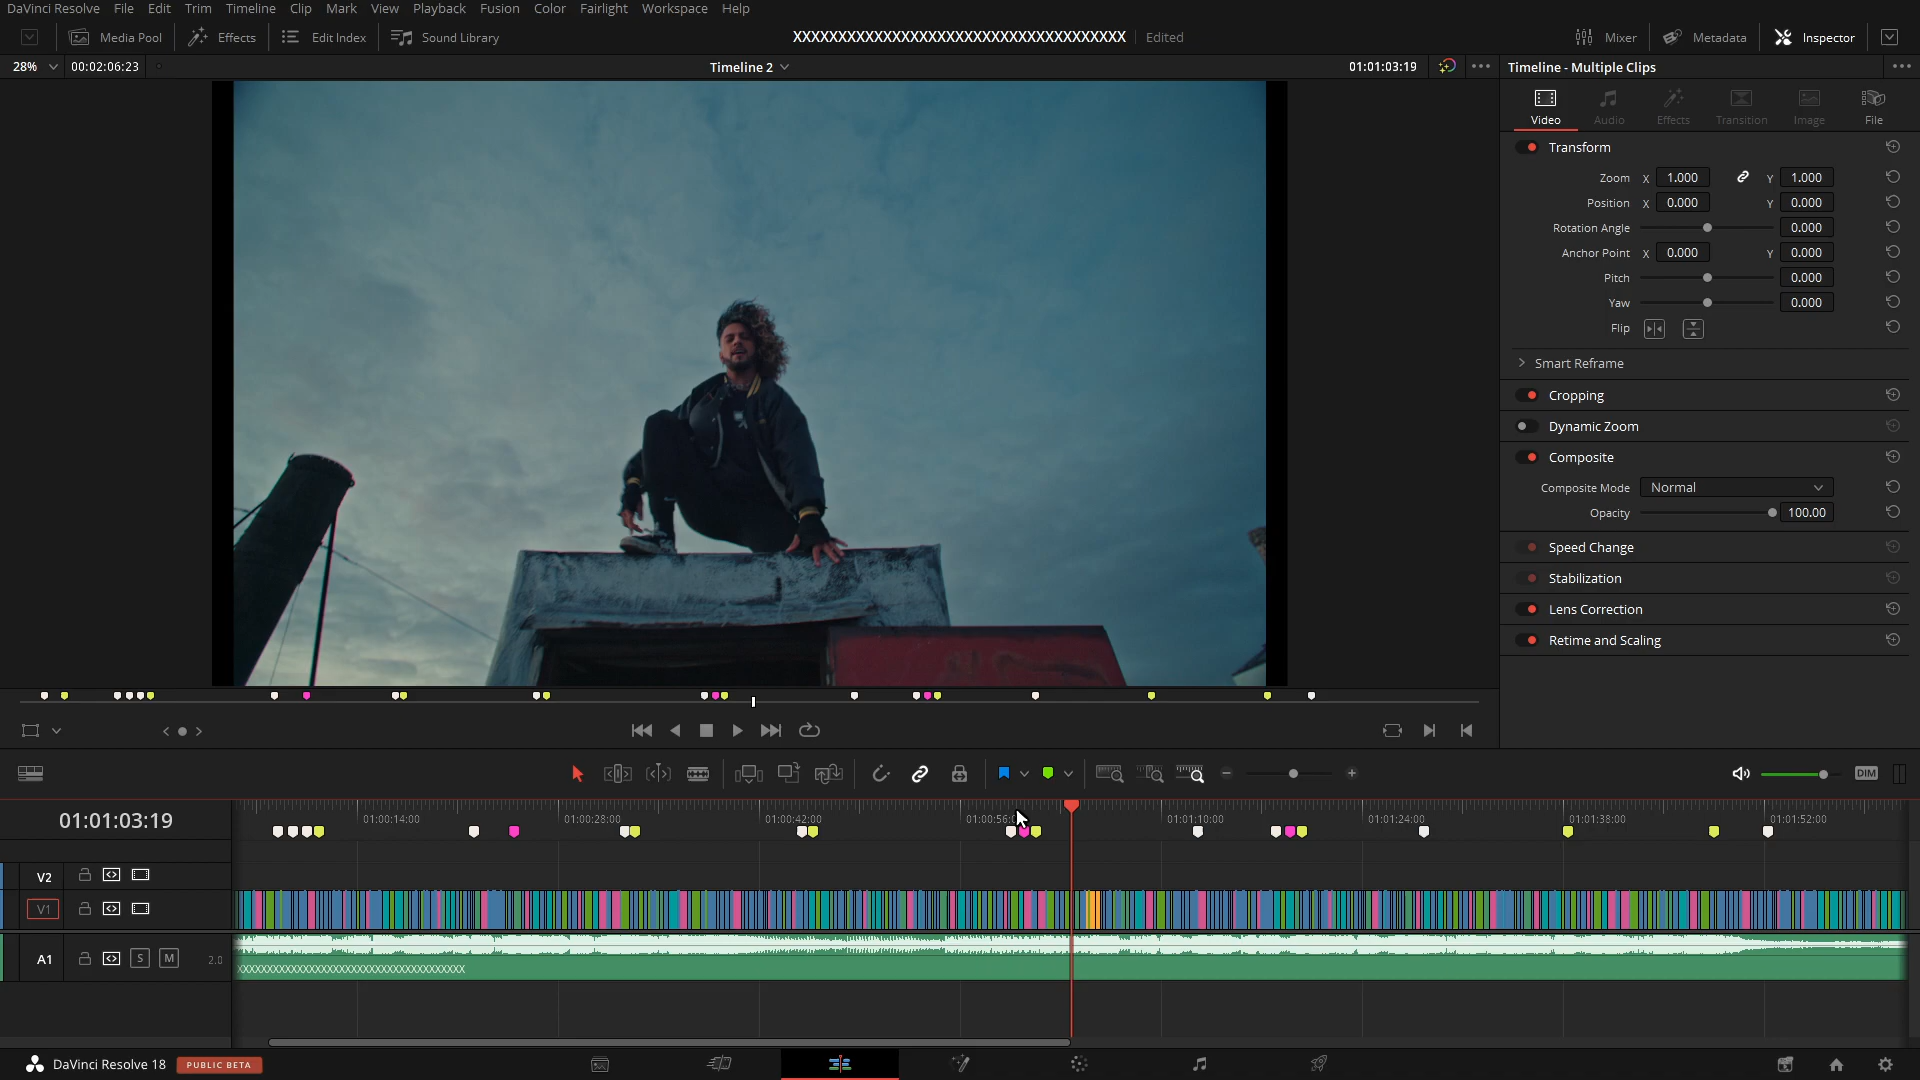 DaVinci Resolve File Edit Trim Timeline Clip Mark View Playback Fusion Color Fairlight Workspace Help
Media Pool Effects Edit Index Sound Library XXXXXXXXXXXXXXXXXXXXXXXXXXXXXXXXXXXXX Edited Mixer Metadata Inspector
28% 00:02:06:23 Timeline 2 01:01:03:19 Timeline - Multiple Clips
Video Audio Effects Transition Image File
Transform
Zoom X 1.000 Y 1.000
Position X 0.000 Y 0.000
Rotation Angle 0.000
Anchor Point X 0.000 Y 0.000
Pitch 0.000
Yaw 0.000
Flip
Smart Reframe
Cropping
Dynamic Zoom
Composite
Composite Mode Normal
Opacity 100.00
Speed Change
Stabilization
Lens Correction
Retime and Scaling
DIM
01:01:03:19
01:00:14:00 01:00:28:00 01:00:42:00 01:00:56: 01:01:10:00 01:01:24:00 01:01:38:00 01:01:52:00
V2
V1
A1 S M 2.0
XXXXXXXXXXXXXXXXXXXXXXXXXXXXXXXXXXXXX
DaVinci Resolve 18 PUBLIC BETA